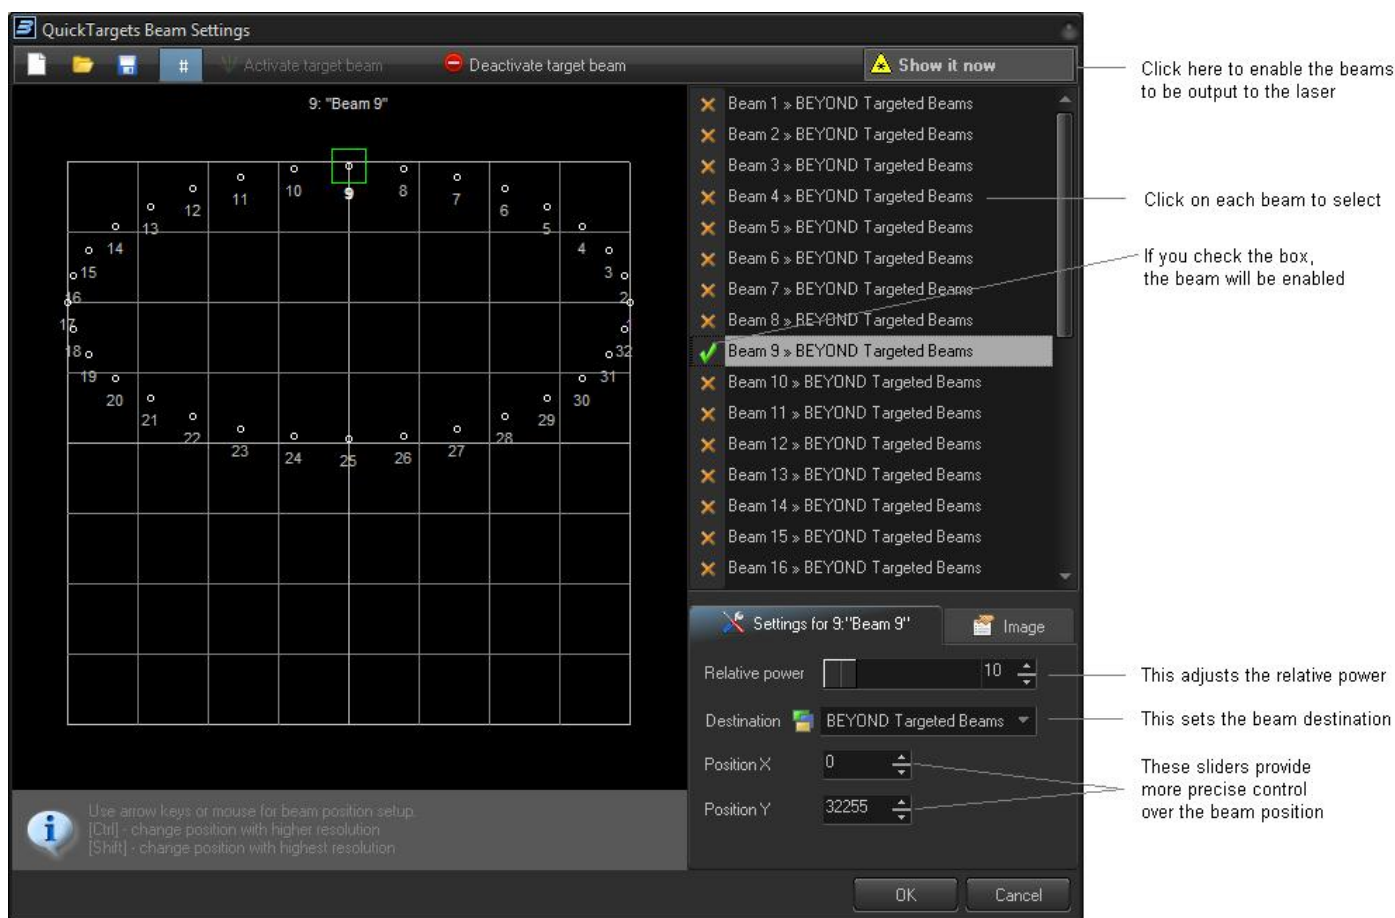 QuickTargets Beam Settings
#
Activate target beam
Deactivate target beam
Show it now
Click here to enable the beams
to be output to the laser
9: "Beam 9"
9
10
8
11
7
12
6
13
5
14
4
15
3
16
2
17
1
18
32
19
31
20
30
21
29
22
28
23
27
24
26
25
Beam 1 » BEYOND Targeted Beams
Beam 2 » BEYOND Targeted Beams
Beam 3 » BEYOND Targeted Beams
Beam 4 » BEYOND Targeted Beams
Beam 5 » BEYOND Targeted Beams
Beam 6 » BEYOND Targeted Beams
Beam 7 » BEYOND Targeted Beams
Beam 8 » BEYOND Targeted Beams
Beam 9 » BEYOND Targeted Beams
Beam 10 » BEYOND Targeted Beams
Beam 11 » BEYOND Targeted Beams
Beam 12 » BEYOND Targeted Beams
Beam 13 » BEYOND Targeted Beams
Beam 14 » BEYOND Targeted Beams
Beam 15 » BEYOND Targeted Beams
Beam 16 » BEYOND Targeted Beams
Click on each beam to select
If you check the box,
the beam will be enabled
Settings for 9:"Beam 9"
Image
Relative power
10
This adjusts the relative power
Destination
BEYOND Targeted Beams
This sets the beam destination
Position X
0
Position Y
32255
These sliders provide
more precise control
over the beam position
Use arrow keys or mouse for beam position setup.
[Ctrl] - change position with higher resolution
[Shift] - change position with highest resolution
OK
Cancel